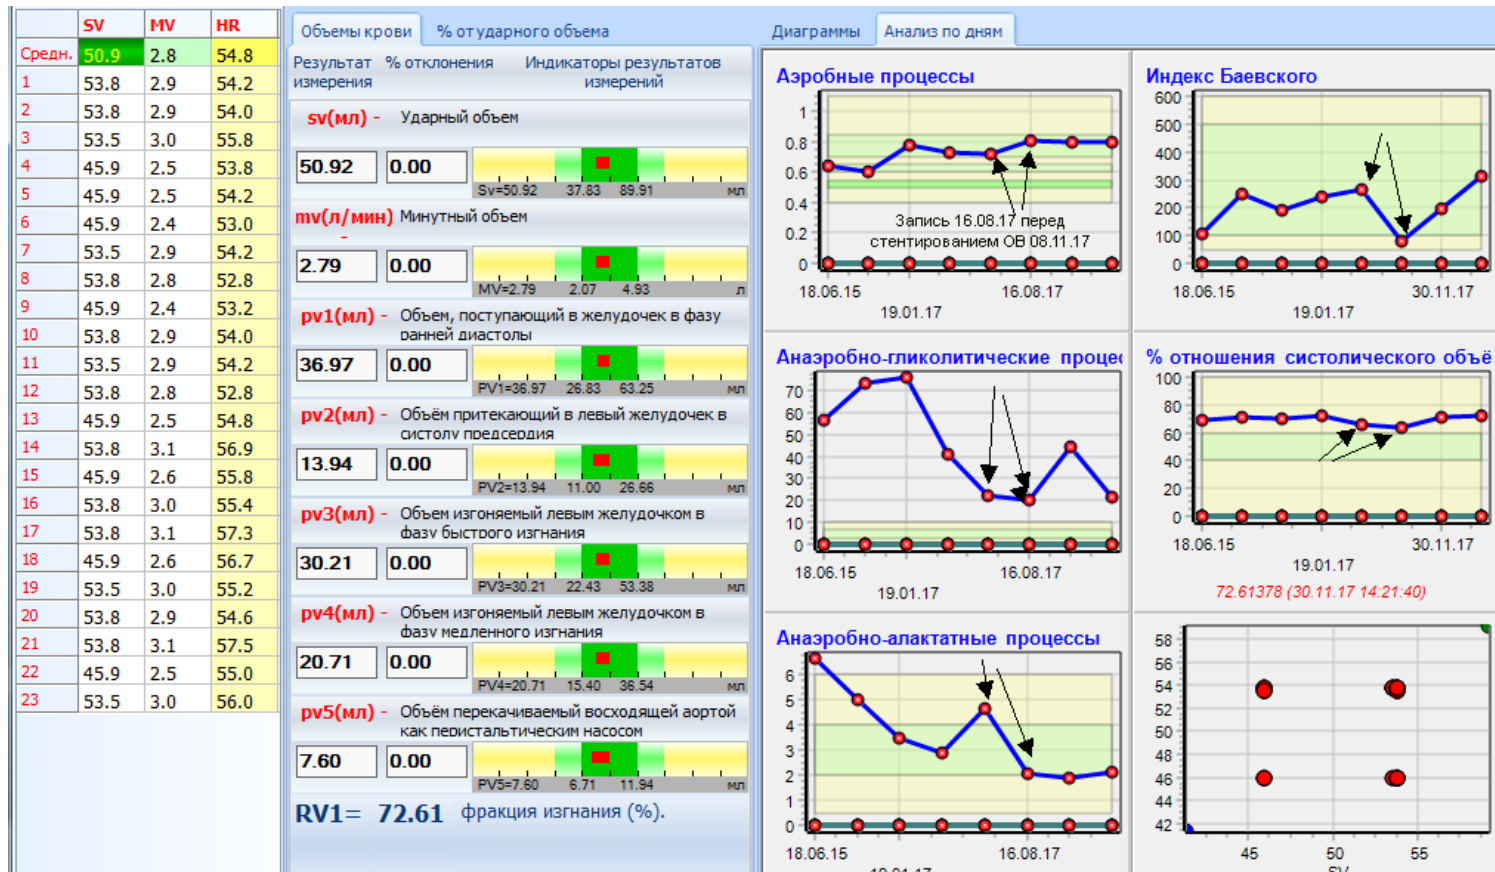 SV MV HR
Средн. 50.9 2.8 54.8
1 53.8 2.9 54.2
2 53.8 2.9 54.0
3 53.5 3.0 55.8
4 45.9 2.5 53.8
5 45.9 2.5 54.2
6 45.9 2.4 53.0
7 53.5 2.9 54.2
8 53.8 2.8 52.8
9 45.9 2.4 53.2
10 53.8 2.9 54.0
11 53.5 2.9 54.2
12 53.8 2.8 52.8
13 45.9 2.5 54.8
14 53.8 3.1 56.9
15 45.9 2.6 55.8
16 53.8 3.0 55.4
17 53.8 3.1 57.3
18 45.9 2.6 56.7
19 53.5 3.0 55.2
20 53.8 2.9 54.6
21 53.8 3.1 57.5
22 45.9 2.5 55.0
23 53.5 3.0 56.0
Объемы крови % от ударного объема
Результат измерения % отклонения Индикаторы результатов измерений
sv(мл) - Ударный объем
50.92 0.00
Sv=50.92 37.83 89.91 мл
mv(л/мин) - Минутный объем
2.79 0.00
MV=2.79 2.07 4.93 л
pv1(мл) - Объем, поступающий в желудочек в фазу
ранней диастолы
36.97 0.00
PV1=36.97 26.83 63.25 мл
pv2(мл) - Объём притекающий в левый желудочек в
систолу предсердия
13.94 0.00
PV2=13.94 11.00 26.66 мл
pv3(мл) - Объем изгоняемый левым желудочком в
фазу быстрого изгнания
30.21 0.00
PV3=30.21 22.43 53.38 мл
pv4(мл) - Объем изгоняемый левым желудочком в
фазу медленного изгнания
20.71 0.00
PV4=20.71 15.40 36.54 мл
pv5(мл) - Объём перекачиваемый восходящей аортой
как перистальтическим насосом
7.60 0.00
PV5=7.60 6.71 11.94 мл
RV1= 72.61 фракция изгнания (%).
Диаграммы Анализ по дням
Аэробные процессы
1
0.8
0.6
0.4
0.2
0
Запись 16.08.17 перед
стентированием ОВ 08.11.17
18.06.15 16.08.17
19.01.17
Индекс Баевского
600
500
400
300
200
100
0
18.06.15 30.11.17
19.01.17
Анаэробно-гликолитические процес
70
60
50
40
30
20
10
0
18.06.15 16.08.17
19.01.17
% отношения систолического объё
100
80
60
40
20
0
18.06.15 30.11.17
19.01.17
72.61378 (30.11.17 14:21:40)
Анаэробно-алактатные процессы
6
5
4
3
2
1
0
18.06.15 16.08.17
19.01.17
58
56
54
52
50
48
46
44
42
45 50 55
SV